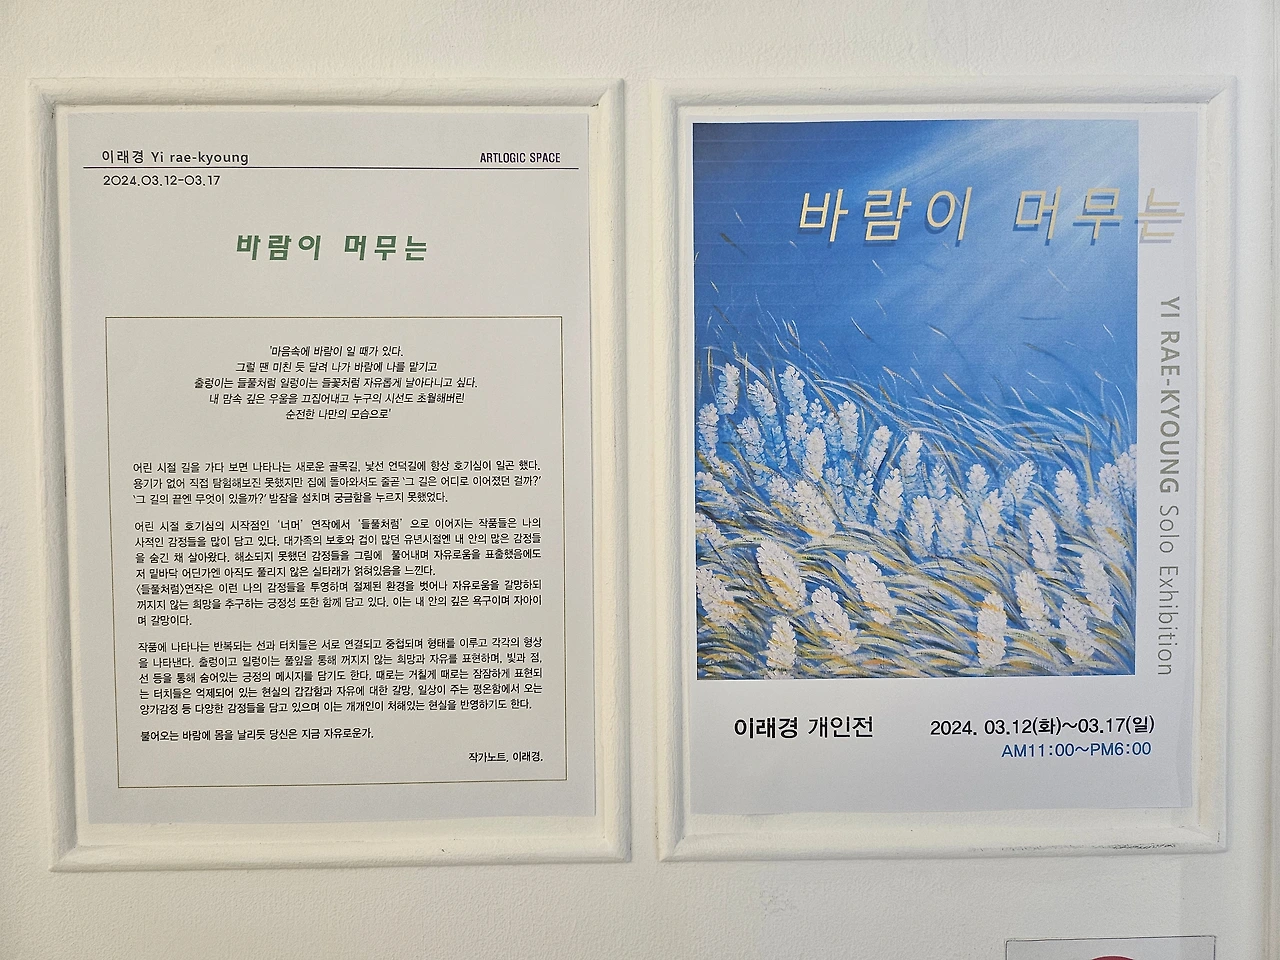 이래경 Yi rae-kyoung
ARTLOGIC SPACE
2024.03.12-03.17
바람이 머무는
'마음속에 바람이 일 때가 있다.
그럴 땐 미친 듯 달려 나가 바람에 나를 맡기고
출렁이는 들풀처럼 일렁이는 들꽃처럼 자유롭게 날아다니고 싶다.
내 맘속 깊은 우울을 끄집어내고 누구의 시선도 초월해버린
순전한 나만의 모습으로'
어린 시절 길을 가다 보면 나타나는 새로운 골목길, 낯선 언덕길에 항상 호기심이 일곤 했다.
용기가 없어 직접 탐험해보진 못했지만 집에 돌아와서도 줄곧 '그 길은 어디로 이어졌던 걸까?'
'그 길의 끝엔 무엇이 있을까?' 밤잠을 설치며 궁금함을 누르지 못했었다.
어린 시절 호기심의 시작점인 '너머' 연작에서 '들풀처럼' 으로 이어지는 작품들은 나의
사적인 감정들을 많이 담고 있다. 대가족의 보호와 겁이 많던 유년시절엔 내 안의 많은 감정들
을 숨긴 채 살아왔다. 해소되지 못했던 감정들을 그림에 풀어내며 자유로움을 표출했음에도
저 밑바닥 어딘가엔 아직도 풀리지 않은 실타래가 얽혀있음을 느낀다.
<들풀처럼>연작은 이런 나의 감정들을 투영하며 절제된 환경을 벗어나 자유로움을 갈망하되
꺼지지 않는 희망을 추구하는 긍정성 또한 함께 담고 있다. 이는 내 안의 깊은 욕구이며 자아이
며 갈망이다.
작품에 나타나는 반복되는 선과 터치들은 서로 연결되고 중첩되며 형태를 이루고 각각의 형상
을 나타낸다. 출렁이고 일렁이는 풀잎을 통해 꺼지지 않는 희망과 자유를 표현하며, 빛과 점,
선 등을 통해 숨어있는 긍정의 메시지를 담기도 한다. 때로는 거칠게 때로는 잠잠하게 표현되
는 터치들은 억제되어 있는 현실의 갑갑함과 자유에 대한 갈망, 일상이 주는 평온함에서 오는
양가감정 등 다양한 감정들을 담고 있으며 이는 개개인이 처해있는 현실을 반영하기도 한다.
불어오는 바람에 몸을 날리듯 당신은 지금 자유로운가.
작가노트, 이래경.
바람이 머무는
YI RAE-KYOUNG Solo Exhibition
이래경 개인전
2024. 03.12(화)~03.17(일)
AM11:00~PM6:00